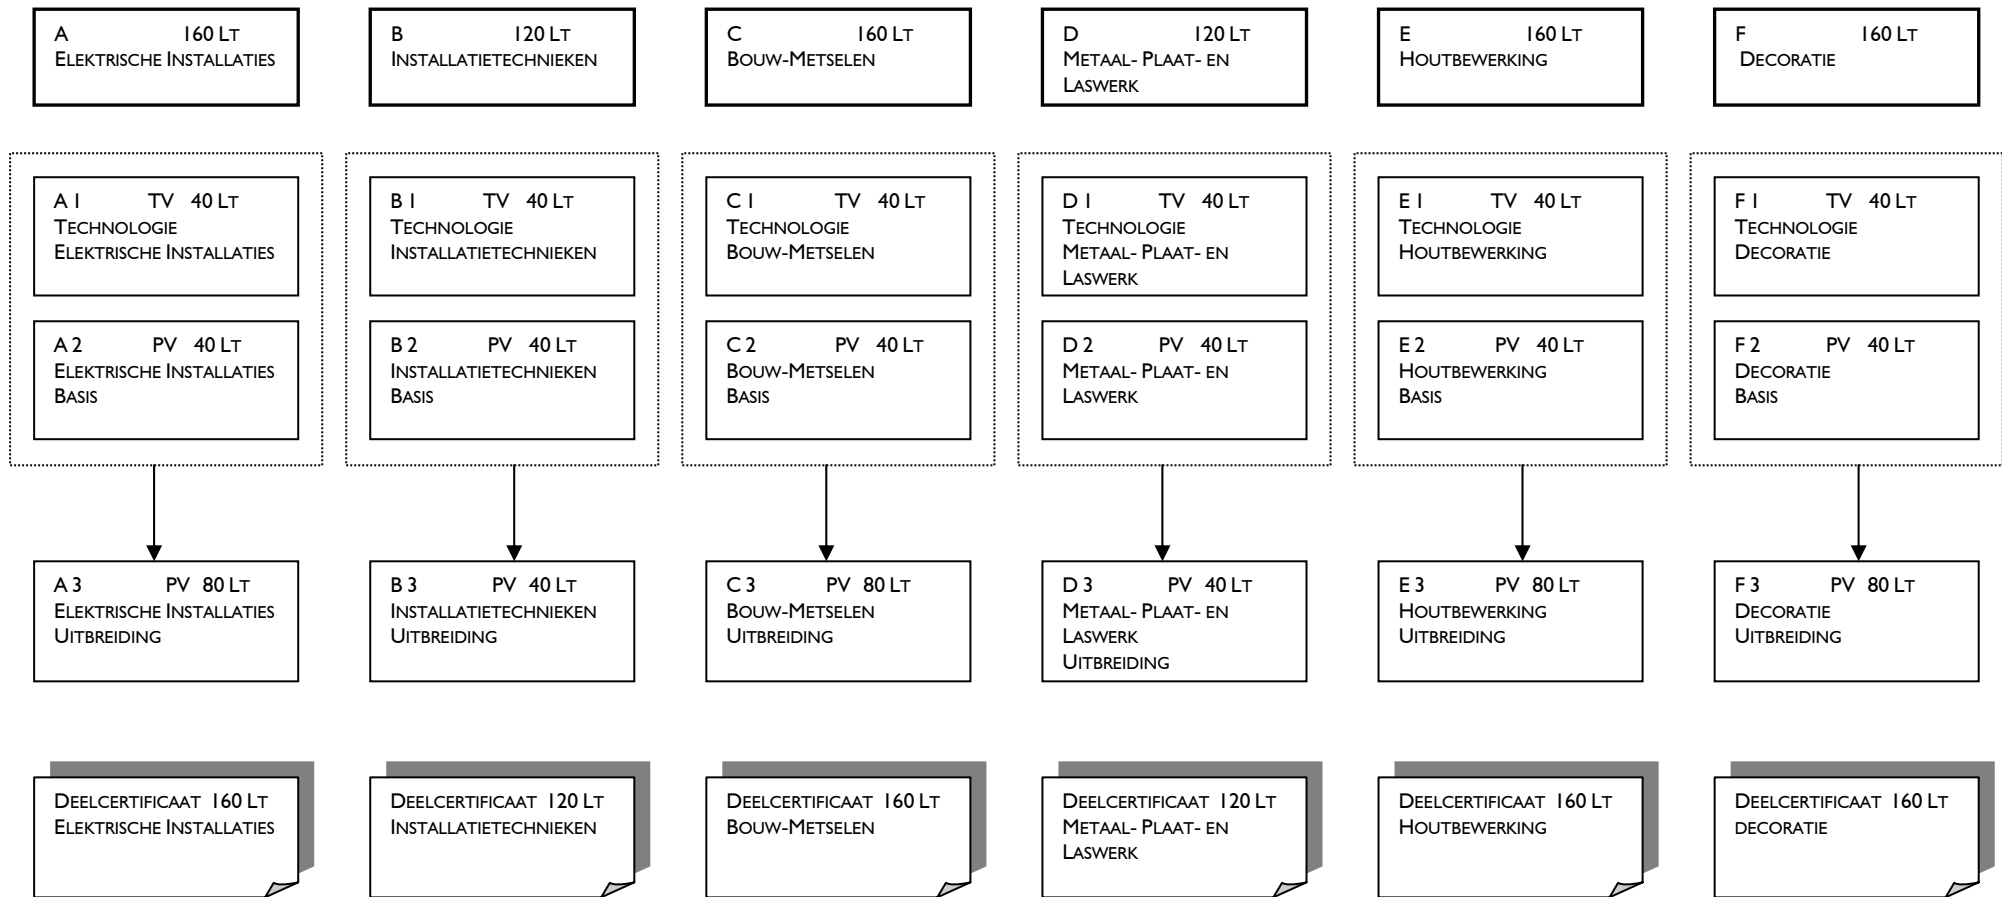 A 160 LT
ELEKTRISCHE INSTALLATIES
B 120 LT
INSTALLATIETECHNIEKEN
C 160 LT
BOUW-METSELEN
D 120 LT
METAAL- PLAAT- EN
LASWERK
E 160 LT
HOUTBEWERKING
F 160 LT
DECORATIE
A 1 TV 40 LT
TECHNOLOGIE
ELEKTRISCHE INSTALLATIES
B 1 TV 40 LT
TECHNOLOGIE
INSTALLATIETECHNIEKEN
C 1 TV 40 LT
TECHNOLOGIE
BOUW-METSELEN
D 1 TV 40 LT
TECHNOLOGIE
METAAL- PLAAT- EN
LASWERK
E 1 TV 40 LT
TECHNOLOGIE
HOUTBEWERKING
F 1 TV 40 LT
TECHNOLOGIE
DECORATIE
A 2 PV 40 LT
ELEKTRISCHE INSTALLATIES
BASIS
B 2 PV 40 LT
INSTALLATIETECHNIEKEN
BASIS
C 2 PV 40 LT
BOUW-METSELEN
BASIS
D 2 PV 40 LT
METAAL- PLAAT- EN
LASWERK
E 2 PV 40 LT
HOUTBEWERKING
BASIS
F 2 PV 40 LT
DECORATIE
BASIS
A 3 PV 80 LT
ELEKTRISCHE INSTALLATIES
UITBREIDING
B 3 PV 40 LT
INSTALLATIETECHNIEKEN
UITBREIDING
C 3 PV 80 LT
BOUW-METSELEN
UITBREIDING
D 3 PV 40 LT
METAAL- PLAAT- EN
LASWERK
UITBREIDING
E 3 PV 80 LT
HOUTBEWERKING
UITBREIDING
F 3 PV 80 LT
DECORATIE
UITBREIDING
DEELCERTIFICAAT 160 LT
ELEKTRISCHE INSTALLATIES
DEELCERTIFICAAT 120 LT
INSTALLATIETECHNIEKEN
DEELCERTIFICAAT 160 LT
BOUW-METSELEN
DEELCERTIFICAAT 120 LT
METAAL- PLAAT- EN
LASWERK
DEELCERTIFICAAT 160 LT
HOUTBEWERKING
DEELCERTIFICAAT 160 LT
DECORATIE